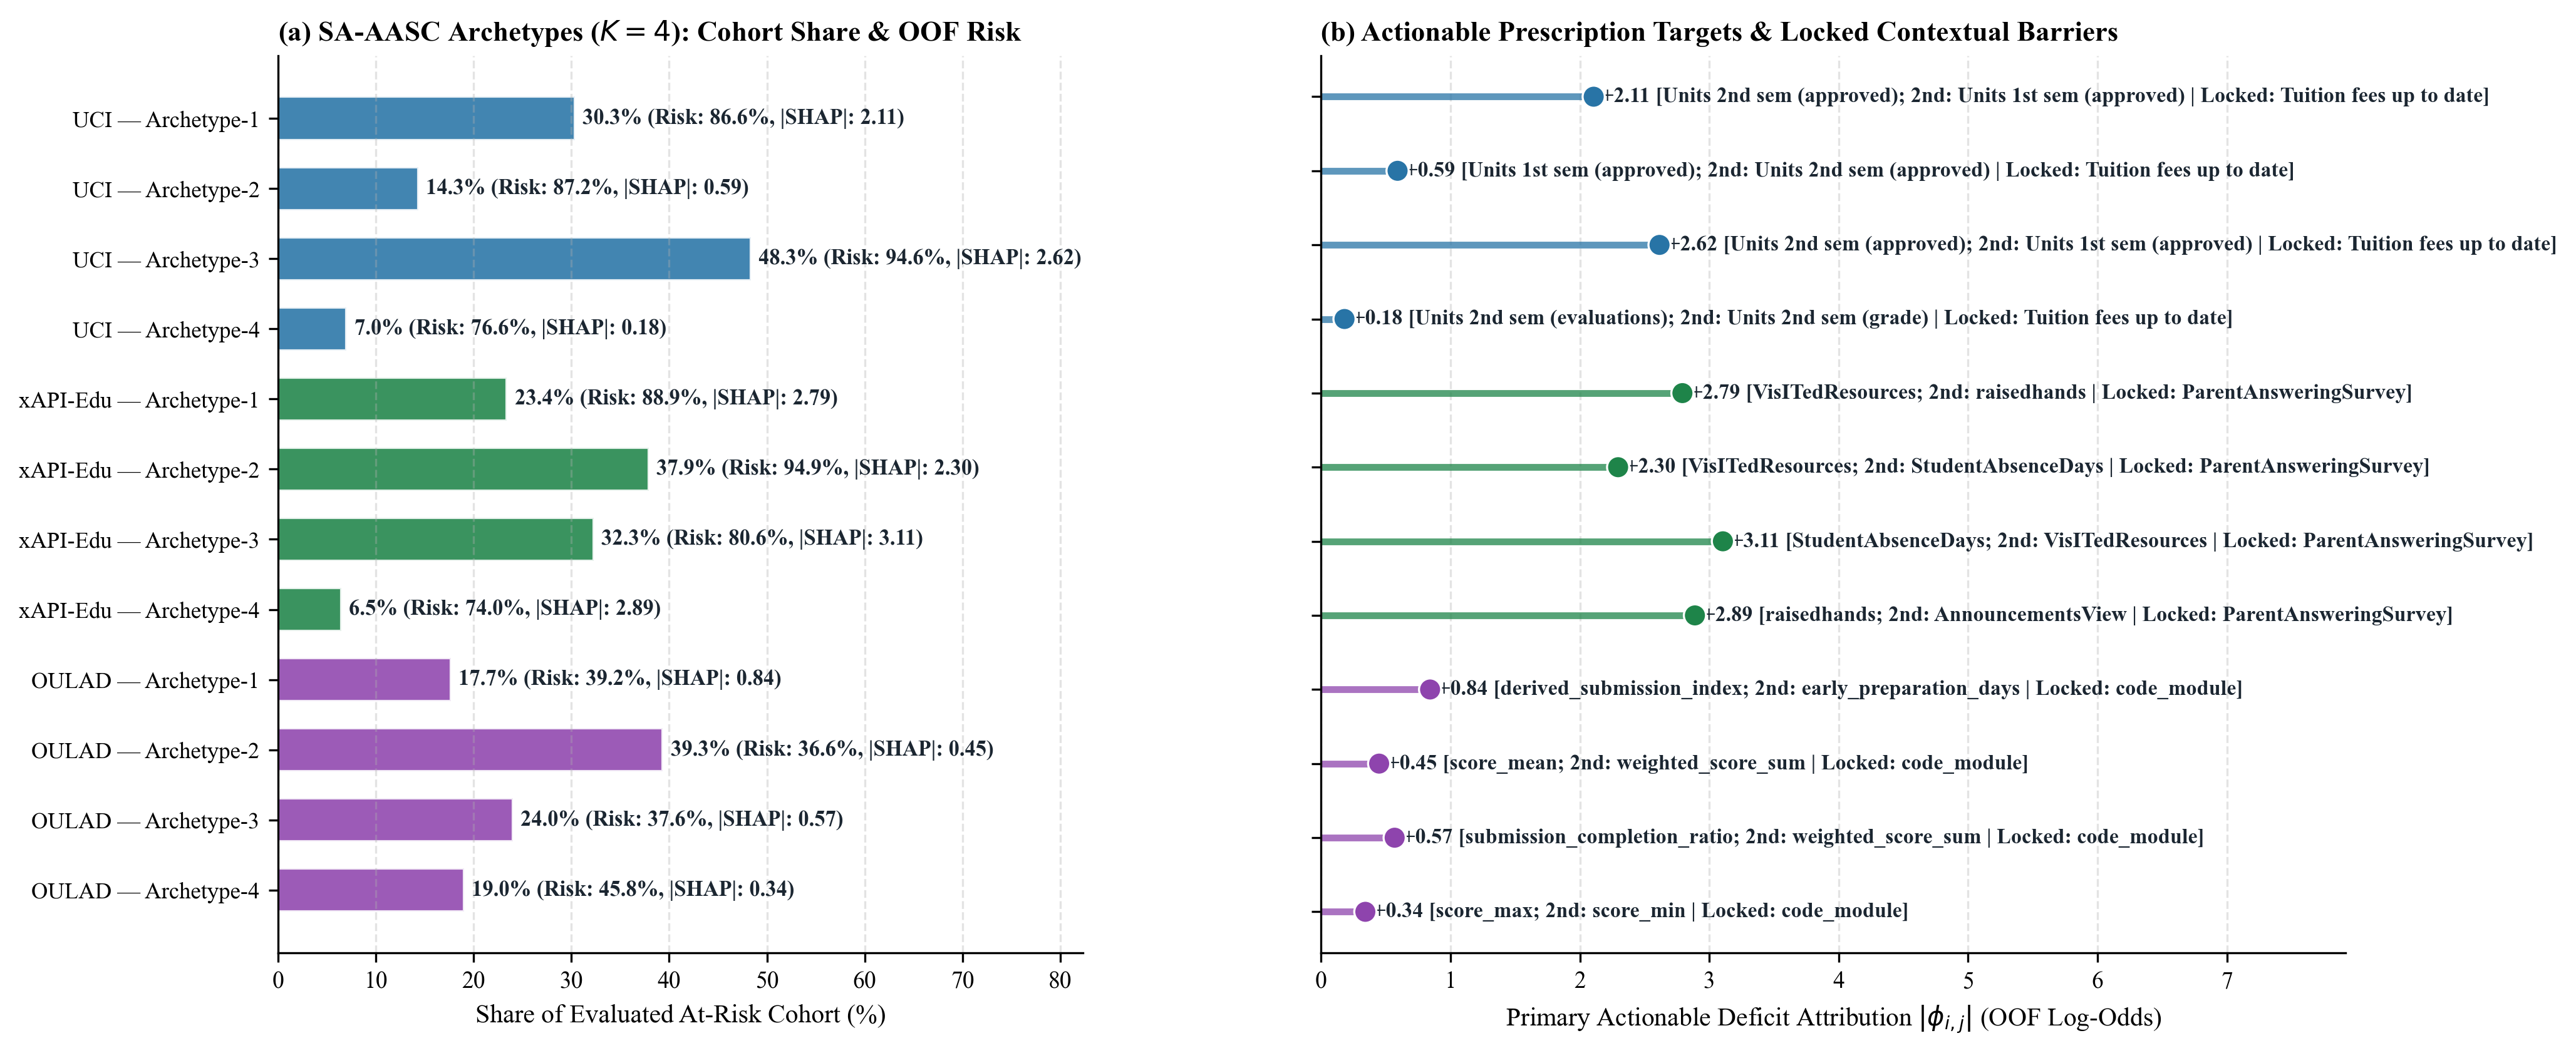 (a) SA-AASC Archetypes (K = 4): Cohort Share & OOF Risk
UCI — Archetype-1
30.3% (Risk: 86.6%, |SHAP|: 2.11)
UCI — Archetype-2
14.3% (Risk: 87.2%, |SHAP|: 0.59)
UCI — Archetype-3
48.3% (Risk: 94.6%, |SHAP|: 2.62)
UCI — Archetype-4
7.0% (Risk: 76.6%, |SHAP|: 0.18)
xAPI-Edu — Archetype-1
23.4% (Risk: 88.9%, |SHAP|: 2.79)
xAPI-Edu — Archetype-2
37.9% (Risk: 94.9%, |SHAP|: 2.30)
xAPI-Edu — Archetype-3
32.3% (Risk: 80.6%, |SHAP|: 3.11)
xAPI-Edu — Archetype-4
6.5% (Risk: 74.0%, |SHAP|: 2.89)
OULAD — Archetype-1
17.7% (Risk: 39.2%, |SHAP|: 0.84)
OULAD — Archetype-2
39.3% (Risk: 36.6%, |SHAP|: 0.45)
OULAD — Archetype-3
24.0% (Risk: 37.6%, |SHAP|: 0.57)
OULAD — Archetype-4
19.0% (Risk: 45.8%, |SHAP|: 0.34)
0 10 20 30 40 50 60 70 80
Share of Evaluated At-Risk Cohort (%)
(b) Actionable Prescription Targets & Locked Contextual Barriers
+2.11 [Units 2nd sem (approved); 2nd: Units 1st sem (approved) | Locked: Tuition fees up to date]
+0.59 [Units 1st sem (approved); 2nd: Units 2nd sem (approved) | Locked: Tuition fees up to date]
+2.62 [Units 2nd sem (approved); 2nd: Units 1st sem (approved) | Locked: Tuition fees up to date]
+0.18 [Units 2nd sem (evaluations); 2nd: Units 2nd sem (grade) | Locked: Tuition fees up to date]
+2.79 [VisITedResources; 2nd: raisedhands | Locked: ParentAnsweringSurvey]
+2.30 [VisITedResources; 2nd: StudentAbsenceDays | Locked: ParentAnsweringSurvey]
+3.11 [StudentAbsenceDays; 2nd: VisITedResources | Locked: ParentAnsweringSurvey]
+2.89 [raisedhands; 2nd: AnnouncementsView | Locked: ParentAnsweringSurvey]
+0.84 [derived_submission_index; 2nd: early_preparation_days | Locked: code_module]
+0.45 [score_mean; 2nd: weighted_score_sum | Locked: code_module]
+0.57 [submission_completion_ratio; 2nd: weighted_score_sum | Locked: code_module]
+0.34 [score_max; 2nd: score_min | Locked: code_module]
0 1 2 3 4 5 6 7
Primary Actionable Deficit Attribution |ϕi,j| (OOF Log-Odds)